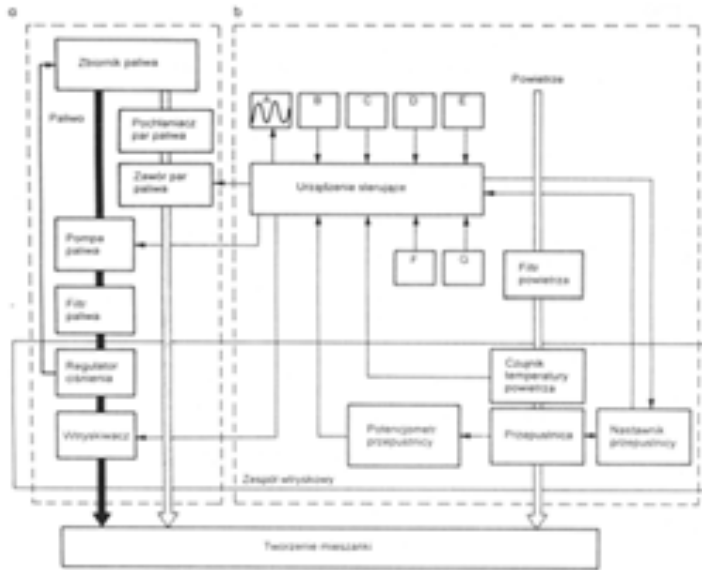 a
b
Zbiornik paliwa
Paliwo
Pochłaniacz
par paliwa
Zawór par
paliwa
Pompa
paliwa
Filtr
paliwa
Regulator
ciśnienia
Wtryskiwacz
B
C
D
E
Powietrze
Urządzenie sterujące
F
G
Filtr
powietrza
Czujnik
temperatury
powietrza
Potencjometr
przepustnicy
Przepustnica
Nastawnik
przepustnicy
Zespół wtryskowy
Tworzenie mieszanki